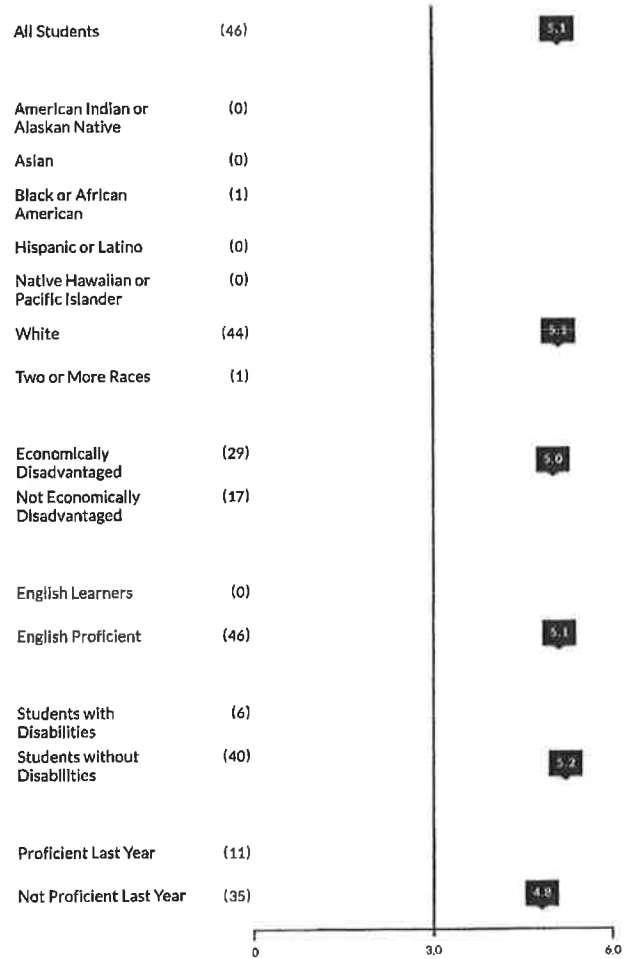 All Students (46) 5.1
American Indian or (0)
Alaskan Native
Asian (0)
Black or African (1)
American
Hispanic or Latino (0)
Native Hawaiian or (0)
Pacific Islander
White (44) 5.1
Two or More Races (1)
Economically (29) 5.0
Disadvantaged
Not Economically (17)
Disadvantaged
English Learners (0)
English Proficient (46) 5.1
Students with (6)
Disabilities
Students without (40) 5.2
Disabilities
Proficient Last Year (11)
Not Proficient Last Year (35) 4.8
0 3.0 6.0